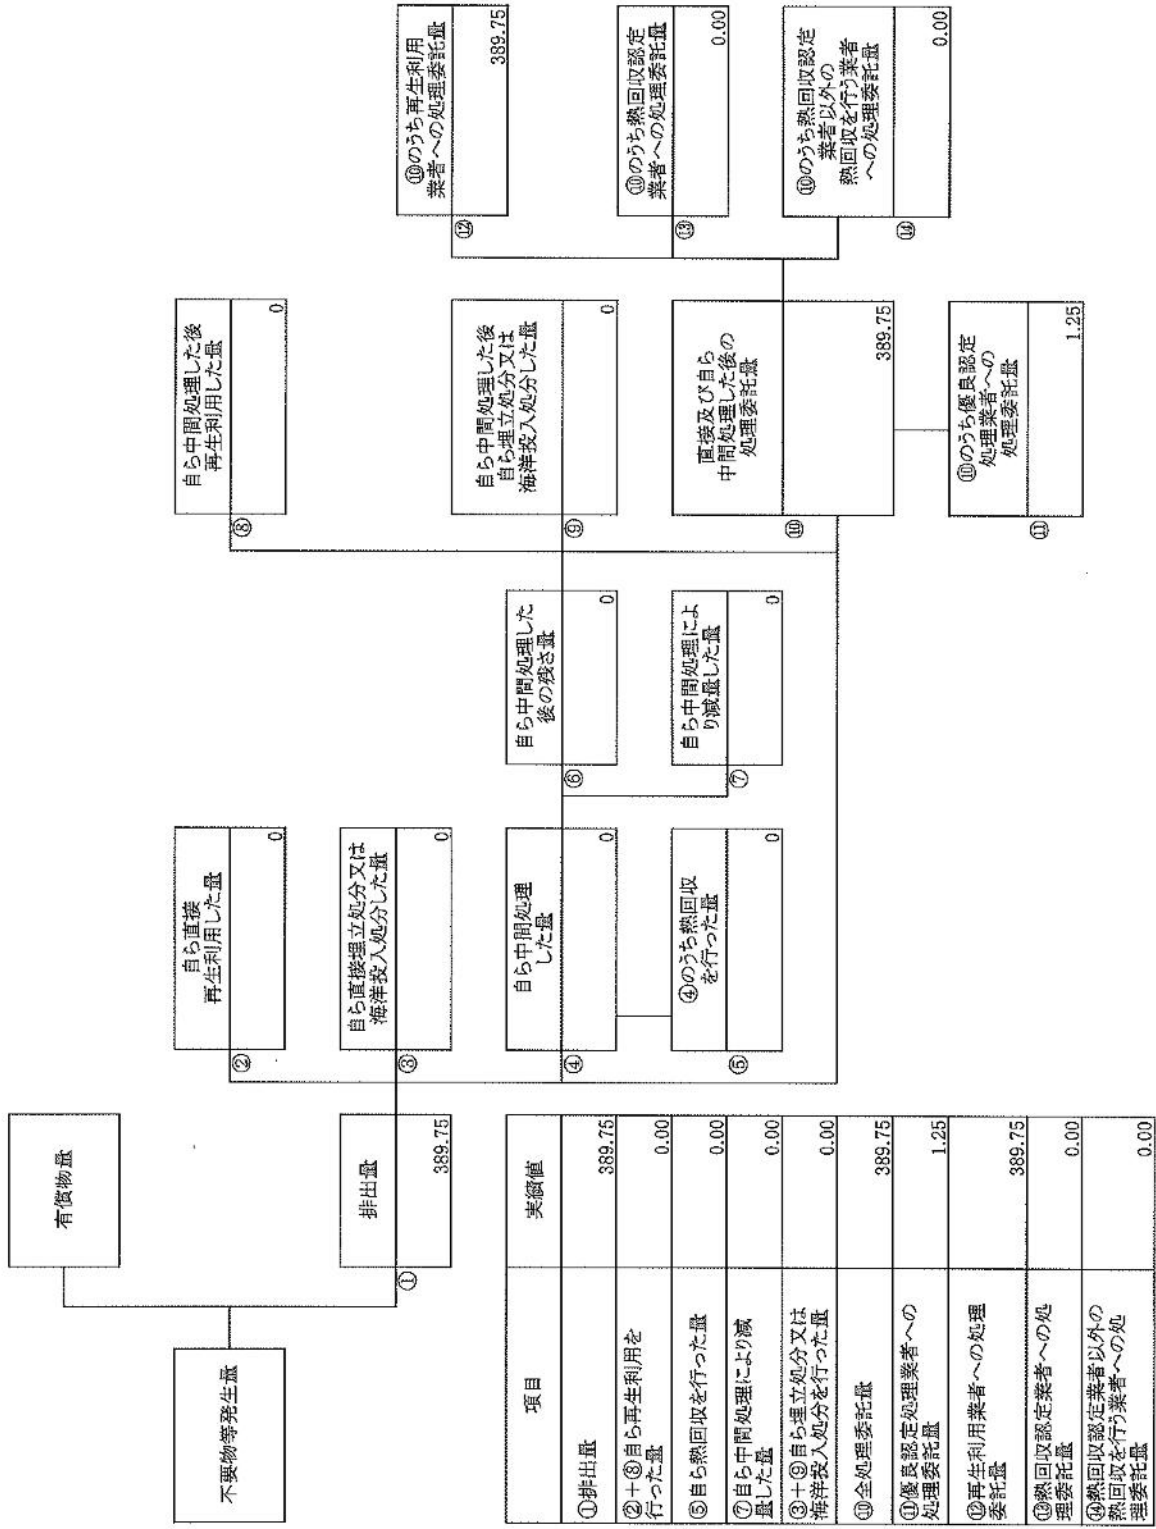 不要物等発生量
有償物量
排出量
①
389.75
自ら直接
再生利用した量
②
0
自ら直接埋立処分又は
海洋投入処分した量
③
0
自ら中間処理
した量
④
0
④のうち熱回収
を行った量
⑤
0
自ら中間処理した
後の残さ量
⑥
0
自ら中間処理によ
り減量した量
⑦
0
自ら中間処理した後
再生利用した量
⑧
0
自ら中間処理した後
自ら埋立処分又は
海洋投入処分した量
⑨
0
直接及び自ら
中間処理した後の
処理委託量
⑩
389.75
⑩のうち優良認定
処理業者への
処理委託量
⑪
1.25
⑩のうち再生利用
業者への処理委託量
⑫
389.75
⑩のうち熱回収認定
業者への処理委託量
⑬
0.00
⑩のうち熱回収認定
業者以外の
熱回収を行う業者
への処理委託量
⑭
0.00
項目 実績値
①排出量 389.75
②+⑧自ら再生利用を
行った量 0.00
⑤自ら熱回収を行った量 0.00
⑦自ら中間処理により減
量した量 0.00
③+⑨自ら埋立処分又は
海洋投入処分を行った量 0.00
⑩全処理委託量 389.75
⑪優良認定処理業者への
処理委託量 1.25
⑫再生利用業者への処理
委託量 389.75
⑬熱回収認定業者への処
理委託量 0.00
⑭熱回収認定業者以外の
熱回収を行う業者への処
理委託量 0.00